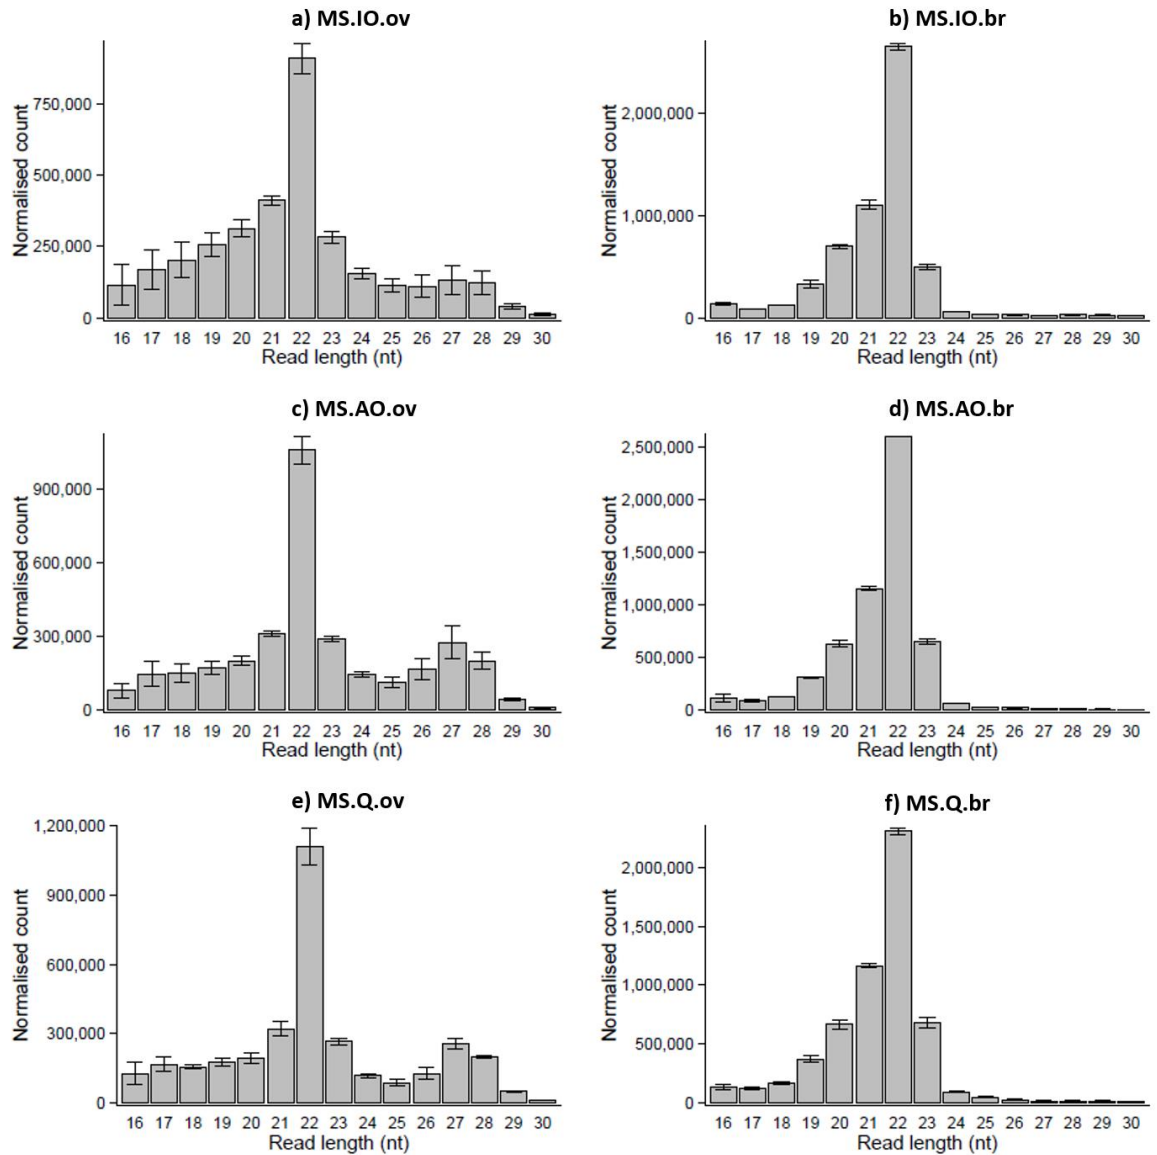 a) MS.IO.ov
Normalised count
750,000
500,000
250,000
0
16 17 18 19 20 21 22 23 24 25 26 27 28 29 30
Read length (nt)
b) MS.IO.br
Normalised count
2,000,000
1,000,000
0
16 17 18 19 20 21 22 23 24 25 26 27 28 29 30
Read length (nt)
c) MS.AO.ov
Normalised count
900,000
600,000
300,000
0
16 17 18 19 20 21 22 23 24 25 26 27 28 29 30
Read length (nt)
d) MS.AO.br
Normalised count
2,500,000
2,000,000
1,500,000
1,000,000
500,000
0
16 17 18 19 20 21 22 23 24 25 26 27 28 29 30
Read length (nt)
e) MS.Q.ov
Normalised count
1,200,000
900,000
600,000
300,000
0
16 17 18 19 20 21 22 23 24 25 26 27 28 29 30
Read length (nt)
f) MS.Q.br
Normalised count
2,000,000
1,500,000
1,000,000
500,000
0
16 17 18 19 20 21 22 23 24 25 26 27 28 29 30
Read length (nt)